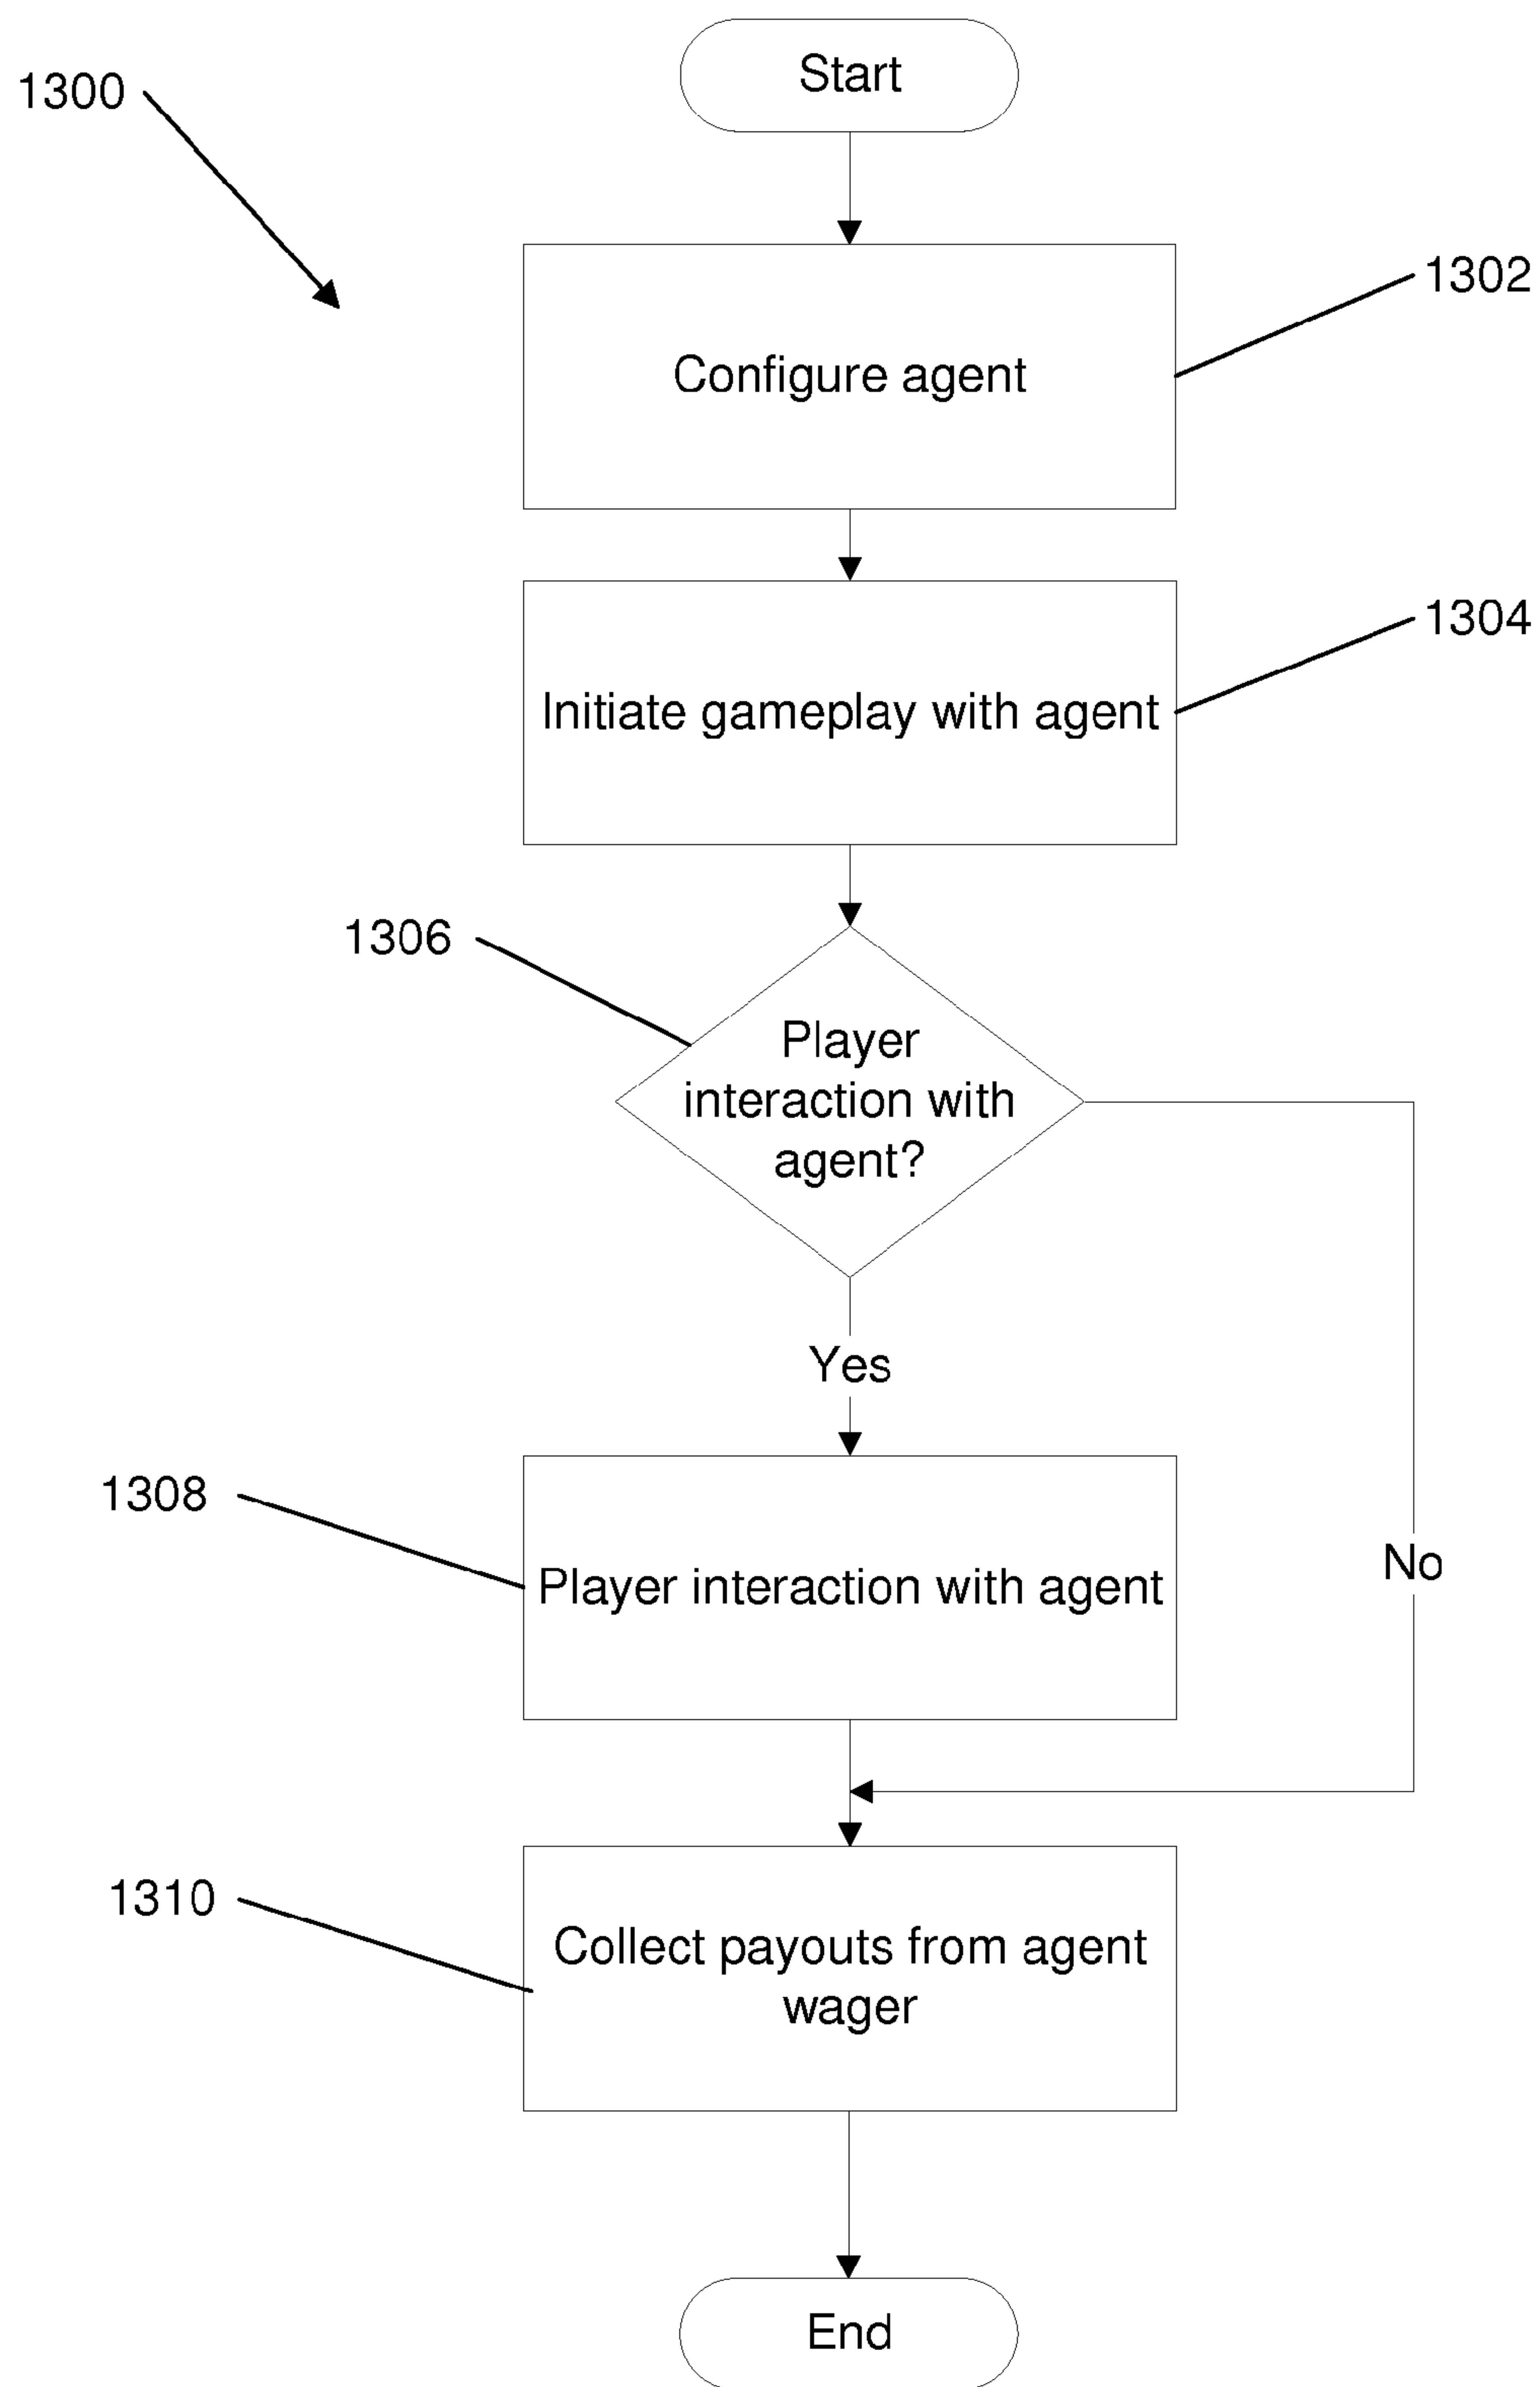 Start
1300
1302
Configure agent
1304
Initiate gameplay with agent
1306
Player
interaction with
agent?
Yes
1308
No
Player interaction with agent
1310
Collect payouts from agent
wager
End